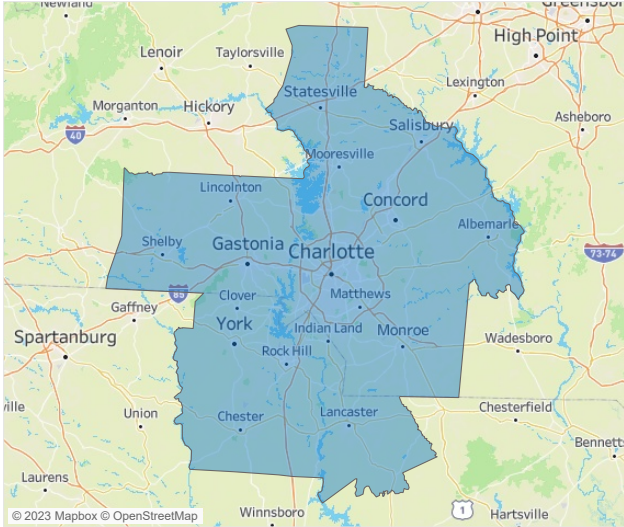 Newland
Greensboro
High Point
Lenoir
Taylorsville
Lexington
Statesville
Morganton
Hickory
Asheboro
Salisbury
40
Mooresville
Lincolnton
Concord
Albemarle
Shelby
Gastonia
Charlotte
73-74
85
Clover
Matthews
Gaffney
York
Indian Land
Monroe
Spartanburg
Wadesboro
Rock Hill
ville
Union
Chester
Lancaster
Chesterfield
Bennetts
Laurens
1
Winnsboro
Hartsville
© 2023 Mapbox © OpenStreetMap